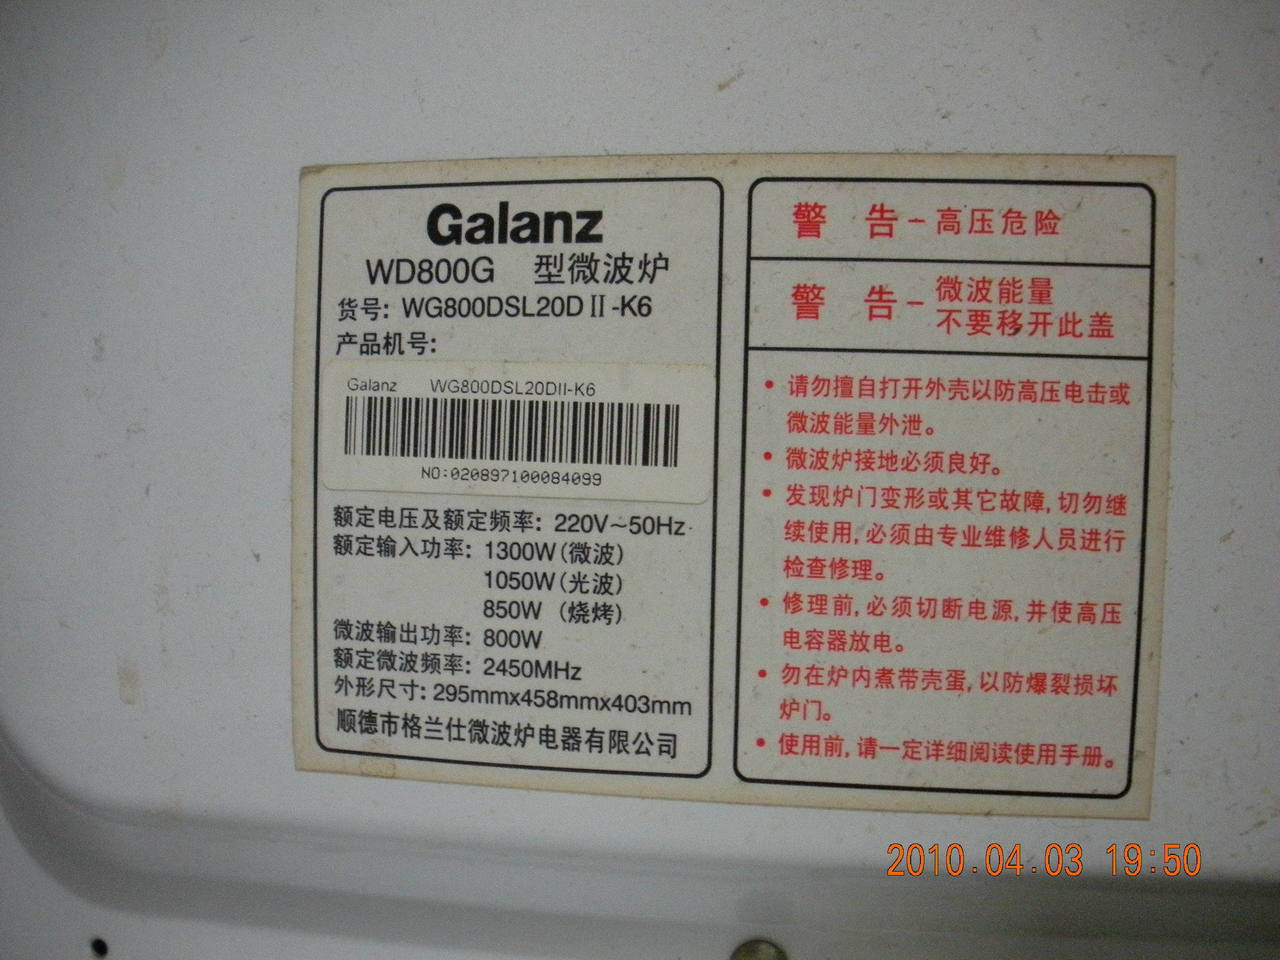 Galanz
WD800G 型微波炉
货号: WG800DSL20DⅡ-K6
产品机号:
Galanz WG800DSL20DII-K6
NO:020897100084099
额定电压及额定频率: 220V~50Hz
额定输入功率: 1300W(微波)
1050W(光波)
850W (烧烤)
微波输出功率: 800W
额定微波频率: 2450MHz
外形尺寸: 295mmx458mmx403mm
顺德市格兰仕微波炉电器有限公司
警 告-高压危险
警 告-微波能量
不要移开此盖
• 请勿擅自打开外壳以防高压电击或
微波能量外泄。
• 微波炉接地必须良好。
• 发现炉门变形或其它故障,切勿继
续使用,必须由专业维修人员进行
检查修理。
• 修理前,必须切断电源,并使高压
电容器放电。
• 勿在炉内煮带壳蛋,以防爆裂损坏
炉门。
• 使用前,请一定详细阅读使用手册。
2010.04.03 19:50